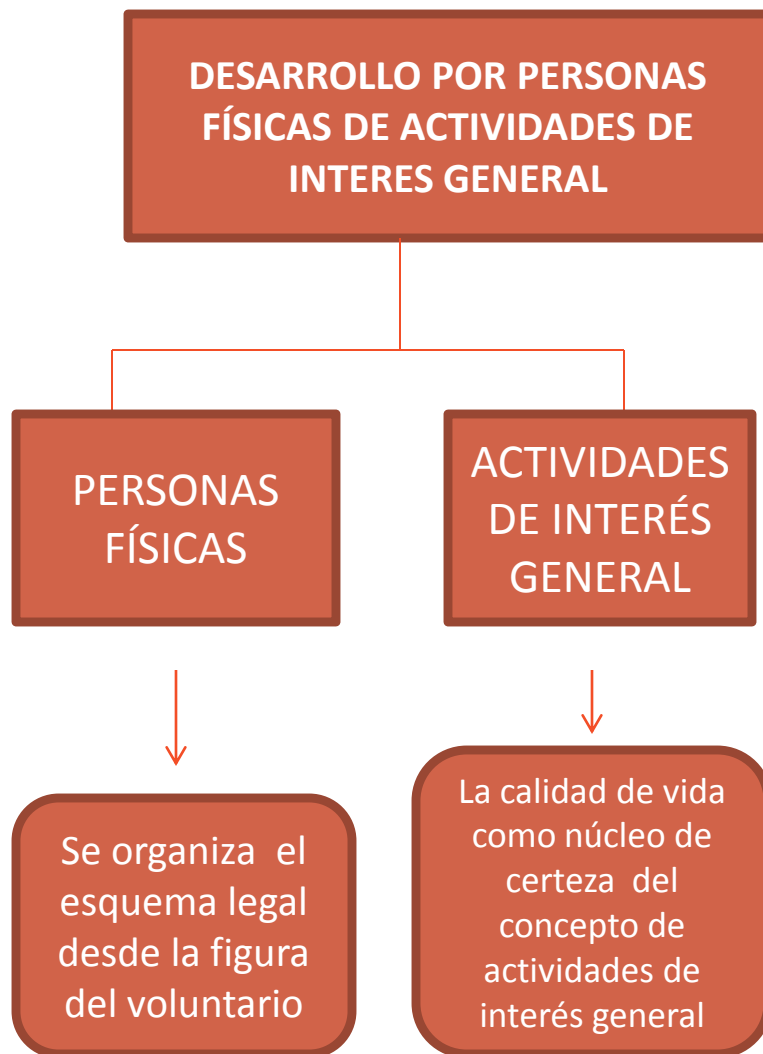 DESARROLLO POR PERSONAS
FÍSICAS DE ACTIVIDADES DE
INTERES GENERAL
PERSONAS
FÍSICAS
ACTIVIDADES
DE INTERÉS
GENERAL
Se organiza el
esquema legal
desde la figura
del voluntario
La calidad de vida
como núcleo de
certeza del
concepto de
actividades de
interés general